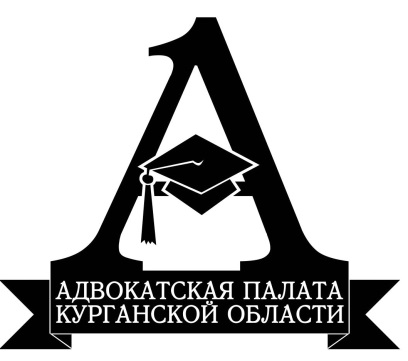 А
АДВОКАТСКАЯ ПАЛАТА
КУРГАНСКОЙ ОБЛАСТИ